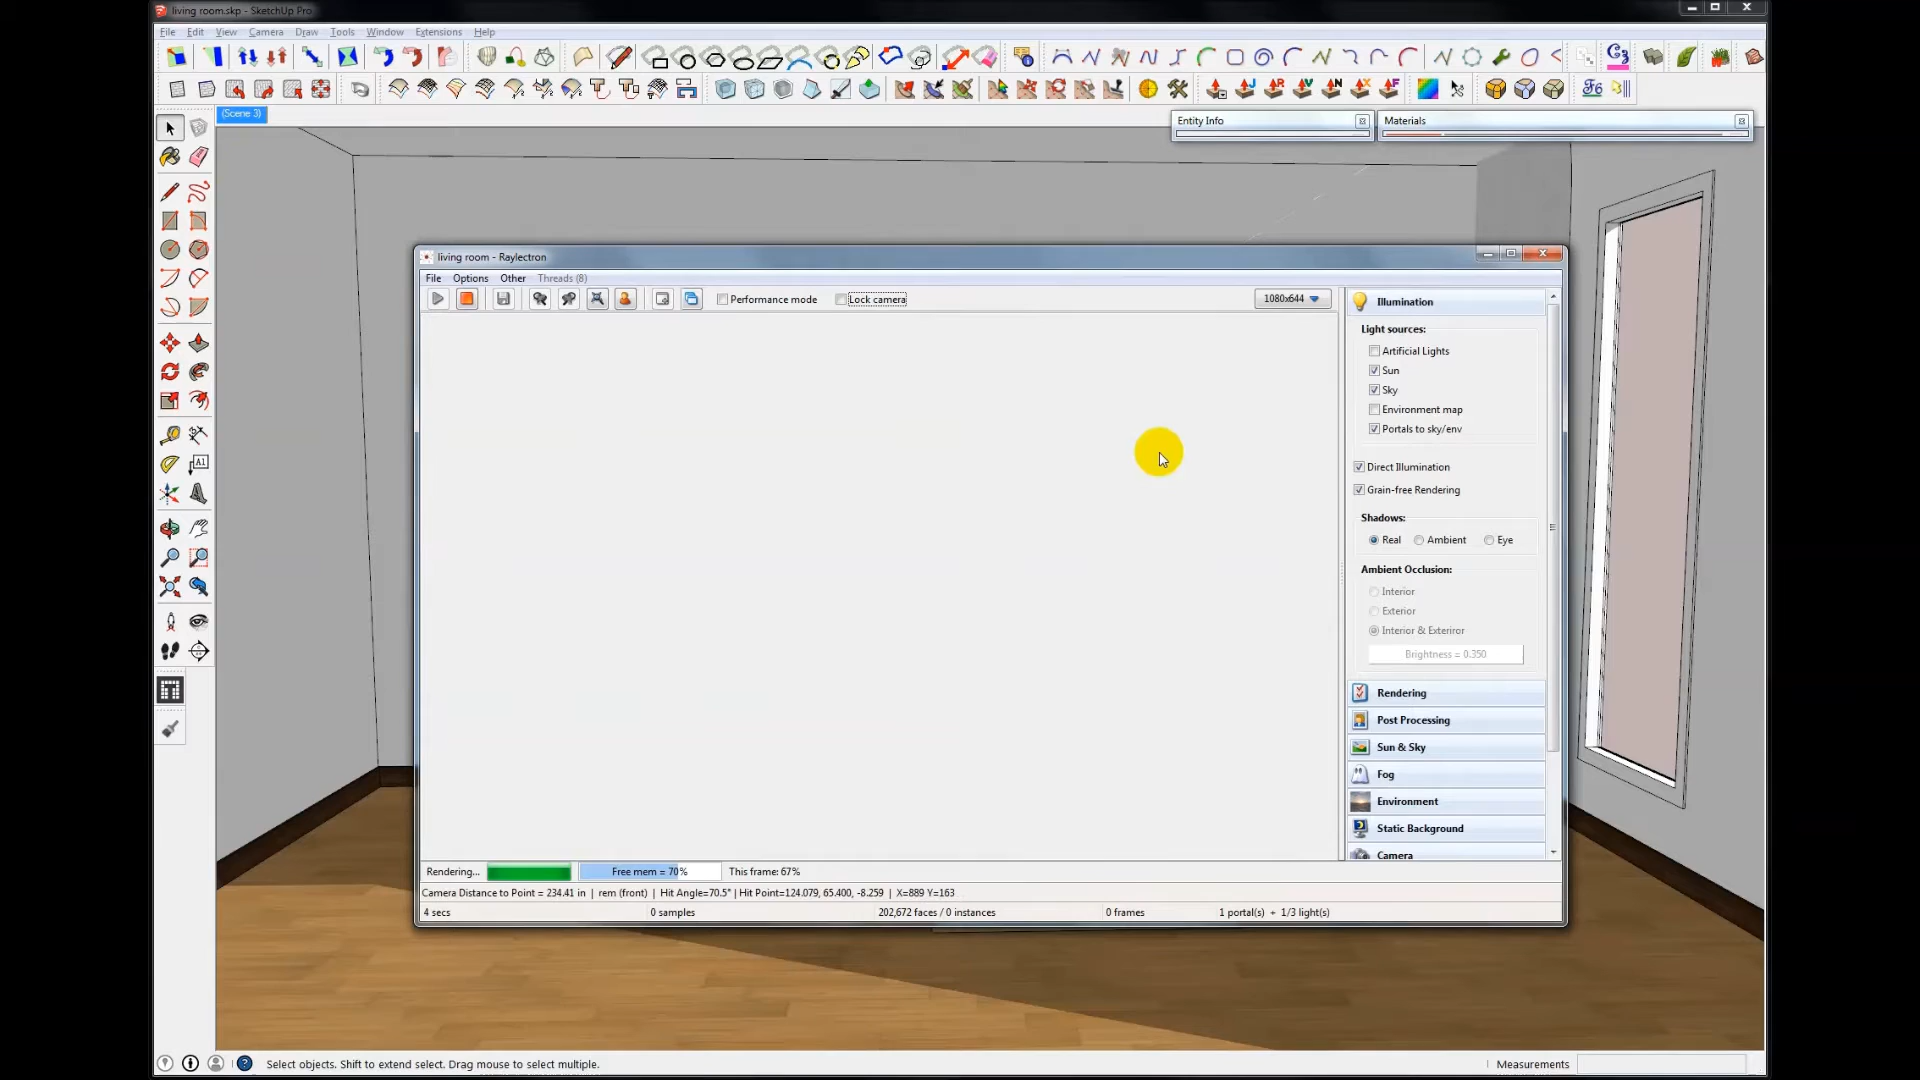 living room.skp - SketchUp Pro
File Edit View Camera Draw Tools Window Extensions Help
(Scene 3)
Entity Info
Materials
living room - Raylectron
File Options Other Threads (8)
Performance mode
Lock camera
1080x644
Illumination
Light sources:
Artificial Lights
Sun
Sky
Environment map
Portals to sky/env
Direct Illumination
Grain-free Rendering
Shadows:
Real Ambient Eye
Ambient Occlusion:
Interior
Exterior
Interior & Exteriror
Brightness = 0.350
Rendering
Post Processing
Sun & Sky
Fog
Environment
Static Background
Camera
Rendering... Free mem = 70% This frame: 67%
Camera Distance to Point = 234.41 in | rem (front) | Hit Angle=70.5° | Hit Point=124.079, 65.400, -8.259 | X=889 Y=163
4 secs 0 samples 202,672 faces / 0 instances 0 frames 1 portal(s) + 1/3 light(s)
Select objects. Shift to extend select. Drag mouse to select multiple.
Measurements